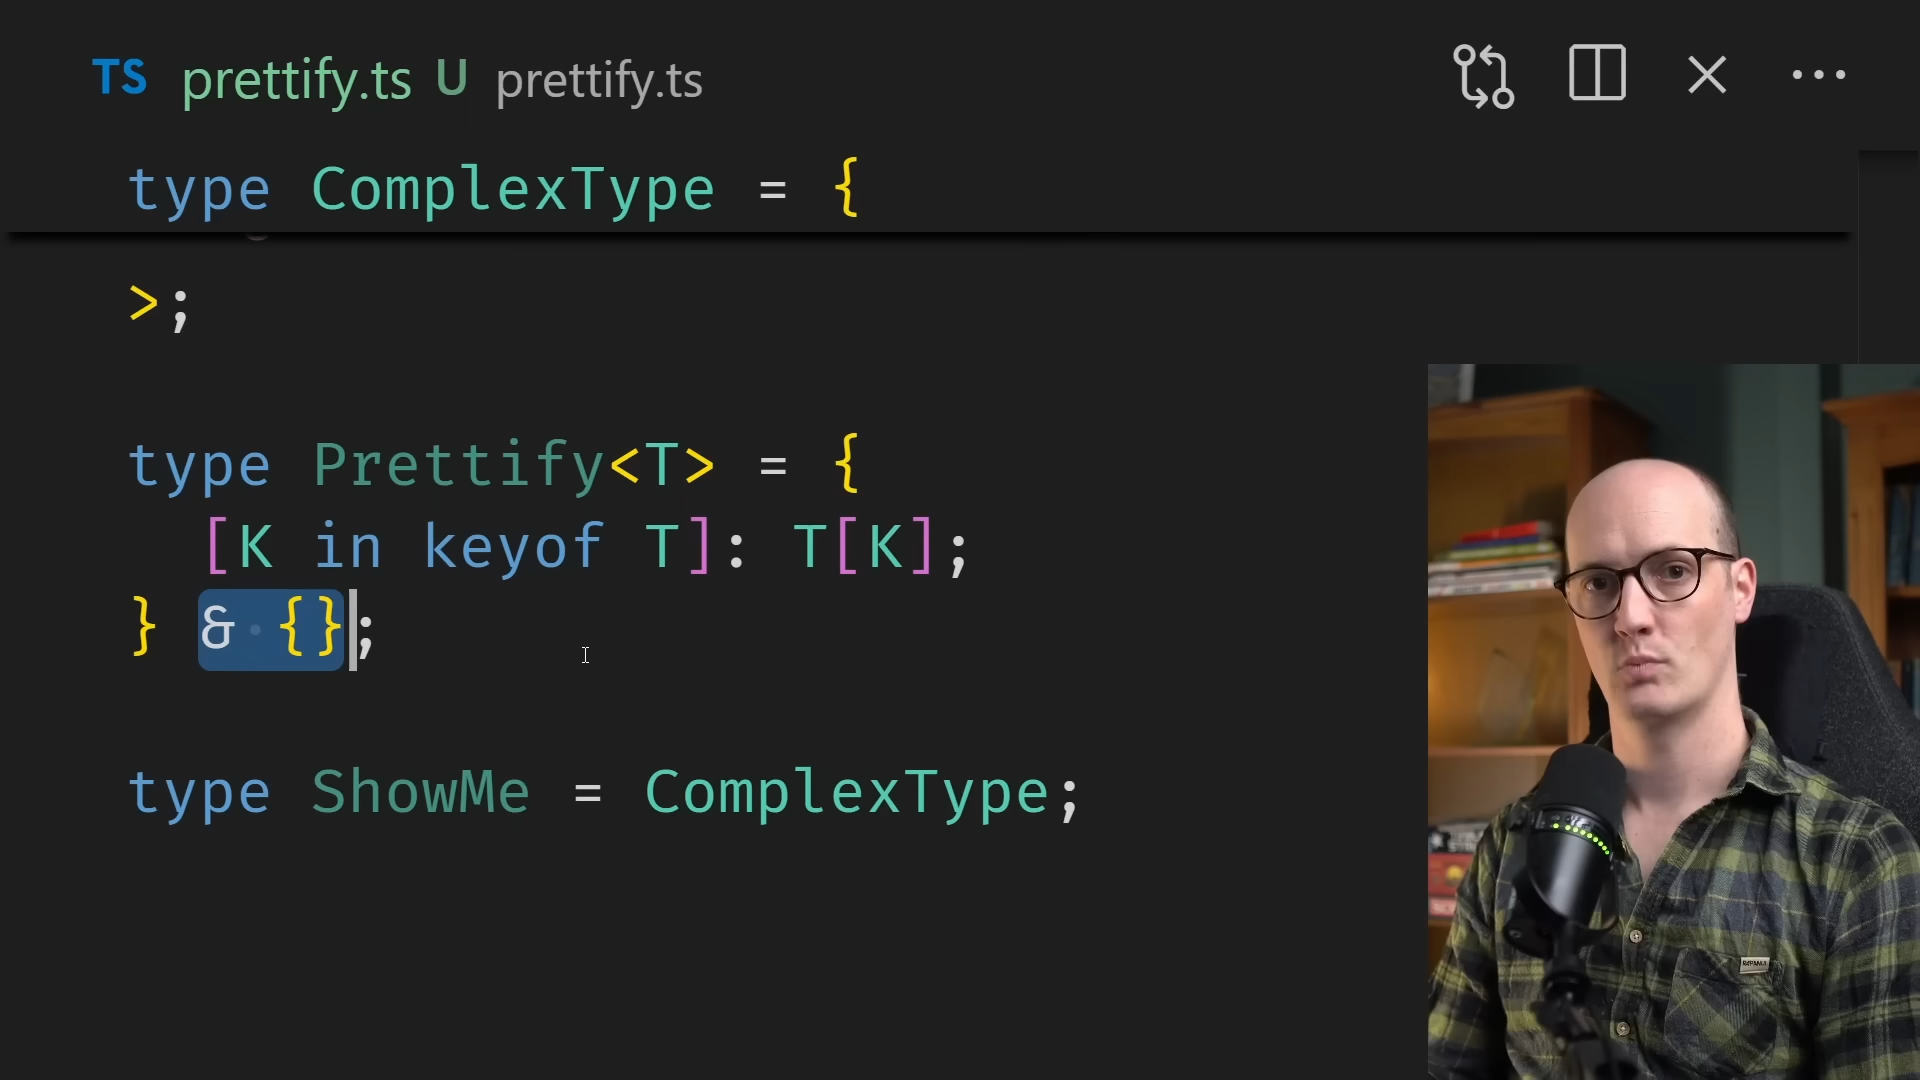 TS prettify.ts U prettify.ts
type ComplexType = {
>;
type Prettify<T> = {
[K in keyof T]: T[K];
} & {};
type ShowMe = ComplexType;